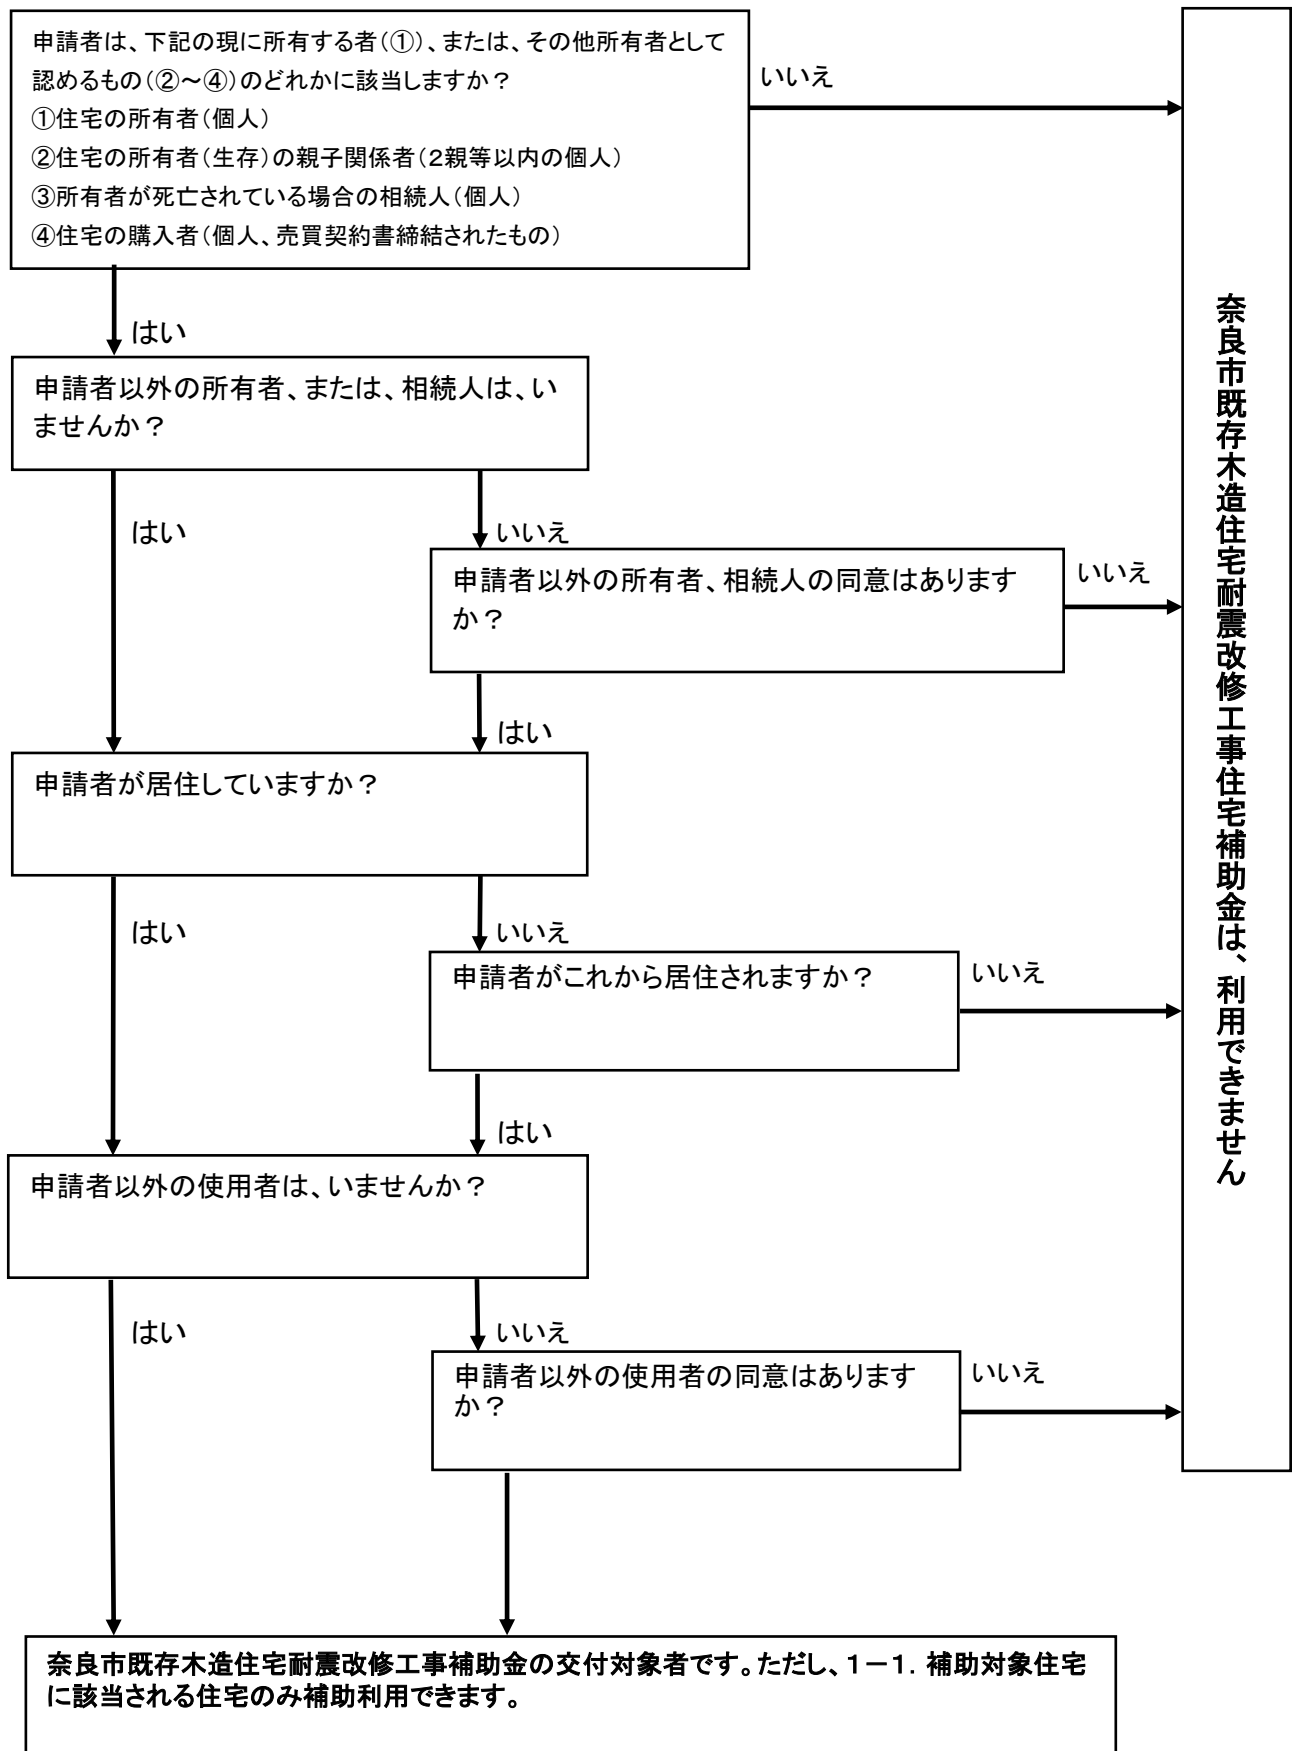 申請者は、下記の現に所有する者(①)、または、その他所有者として
認めるもの(②～④)のどれかに該当しますか？
①住宅の所有者(個人)
②住宅の所有者(生存)の親子関係者(２親等以内の個人)
③所有者が死亡されている場合の相続人(個人)
④住宅の購入者(個人、売買契約書締結されたもの)
いいえ
はい
申請者以外の所有者、または、相続人は、い
ませんか？
はい
いいえ
申請者以外の所有者、相続人の同意はあります
か？
いいえ
はい
申請者が居住していますか？
はい
いいえ
申請者がこれから居住されますか？
いいえ
はい
申請者以外の使用者は、いませんか？
はい
いいえ
申請者以外の使用者の同意はあります
か？
いいえ
奈良市既存木造住宅耐震改修工事住宅補助金は、利用できません
奈良市既存木造住宅耐震改修工事補助金の交付対象者です。ただし、１－１．補助対象住宅
に該当される住宅のみ補助利用できます。